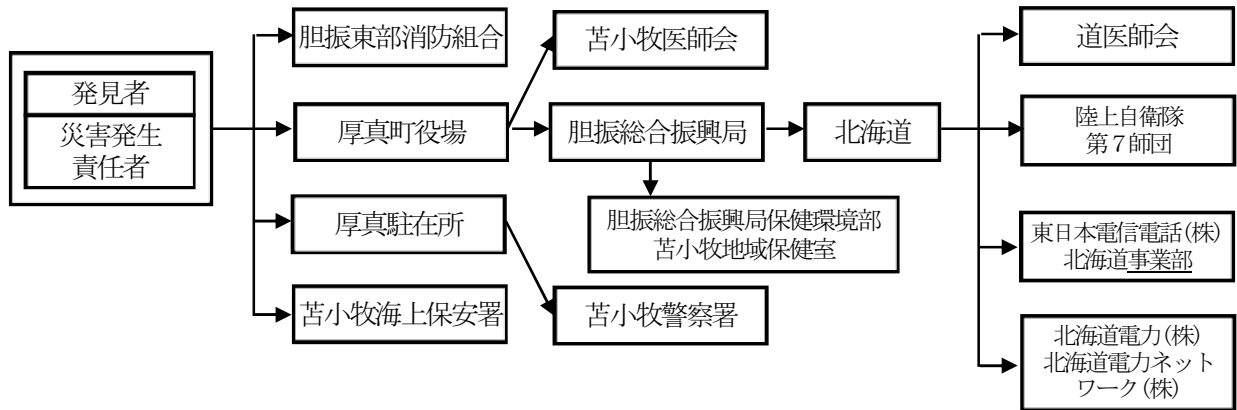 発見者
災害発生
責任者
胆振東部消防組合
厚真町役場
厚真駐在所
苫小牧海上保安署
苫小牧医師会
胆振総合振興局
胆振総合振興局保健環境部
苫小牧地域保健室
苫小牧警察署
北海道
道医師会
陸上自衛隊
第7師団
東日本電信電話(株)
北海道事業部
北海道電力(株)
北海道電力ネット
ワーク(株)